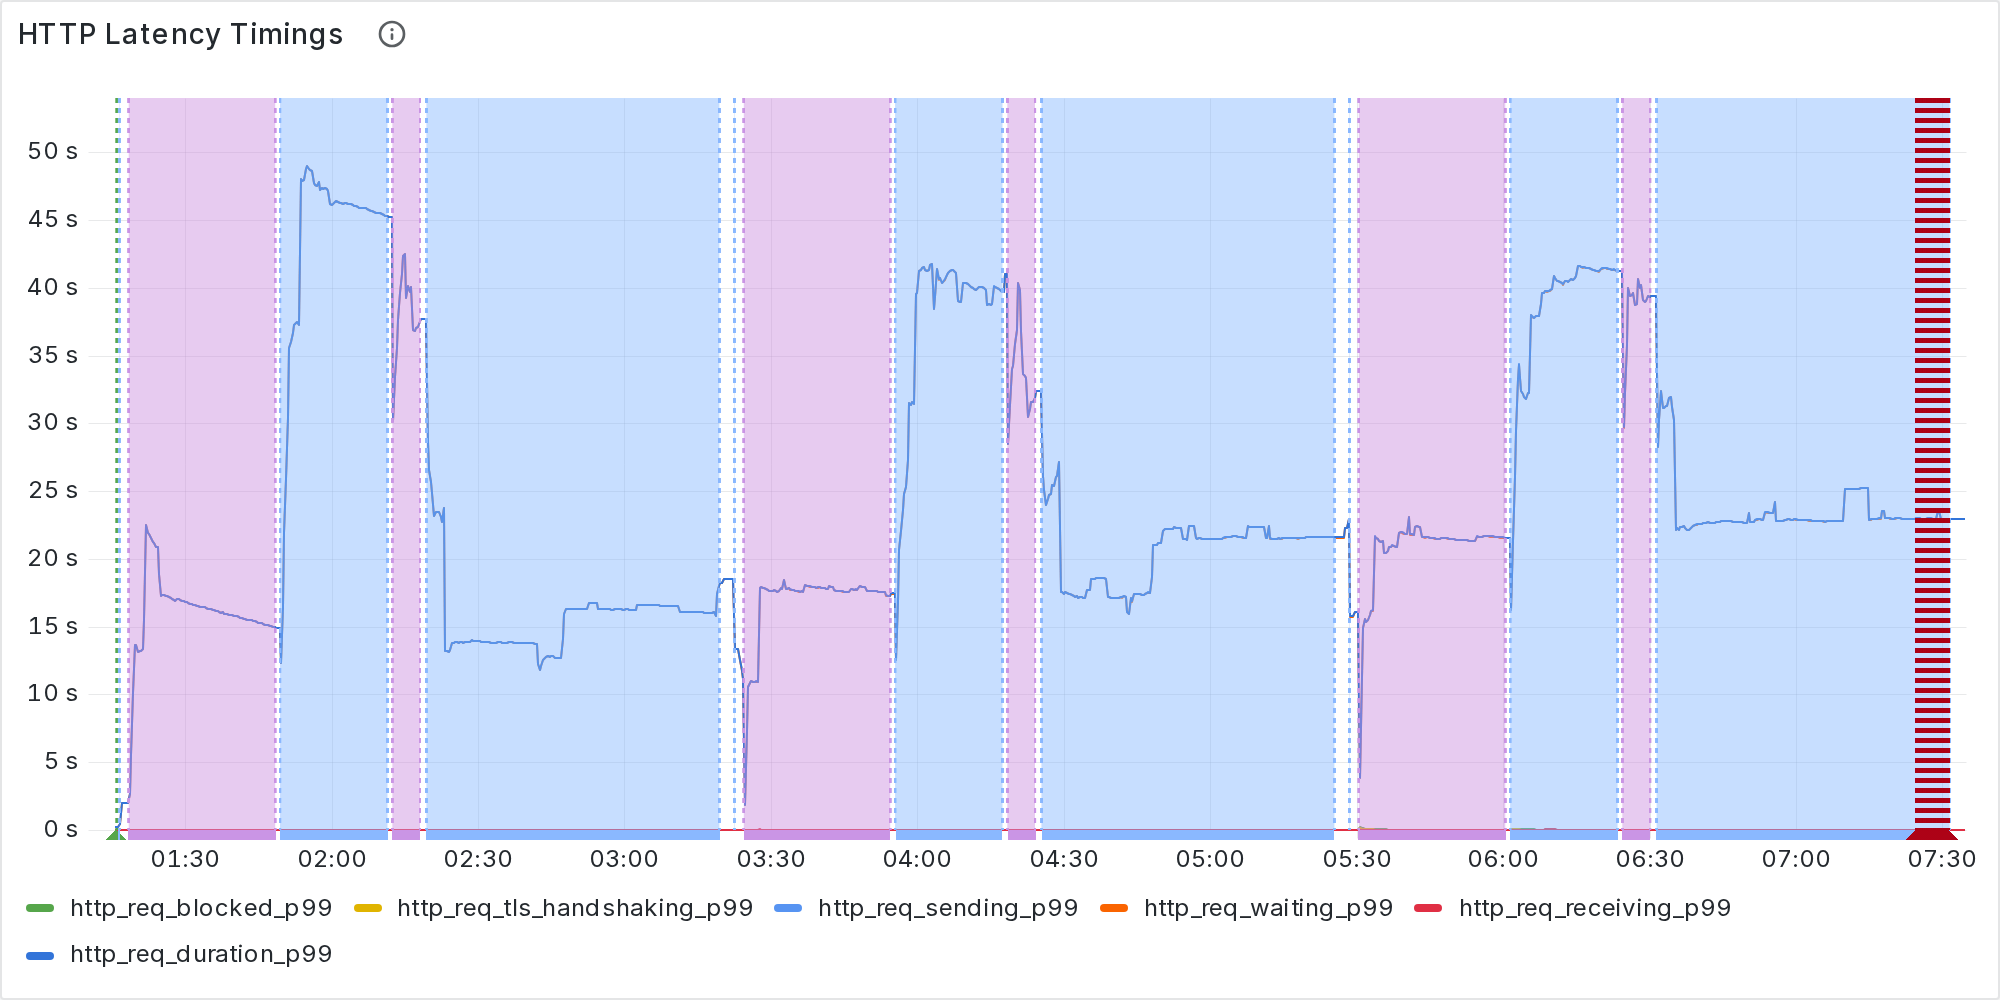 HTTP Latency Timings
50 s
45 s
40 s
35 s
30 s
25 s
20 s
15 s
10 s
5 s
0 s
01:30 02:00 02:30 03:00 03:30 04:00 04:30 05:00 05:30 06:00 06:30 07:00 07:30
http_req_blocked_p99 http_req_tls_handshaking_p99 http_req_sending_p99 http_req_waiting_p99 http_req_receiving_p99
http_req_duration_p99